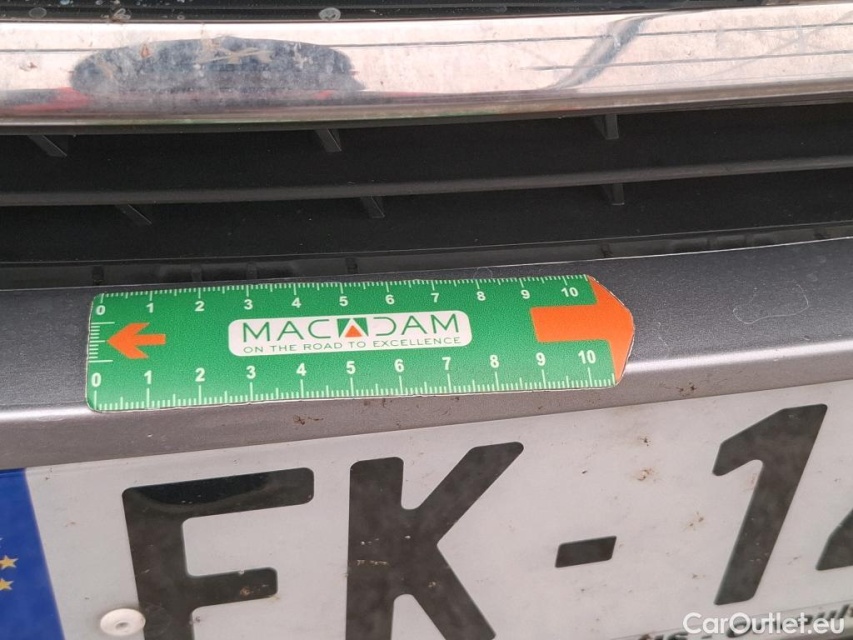 0 1 2 3 4 5 6 7 8 9 10
MACADAM
ON THE ROAD TO EXCELLENCE
0 1 2 3 4 5 6 7 8 9 10
FK-12
CarOutlet.eu